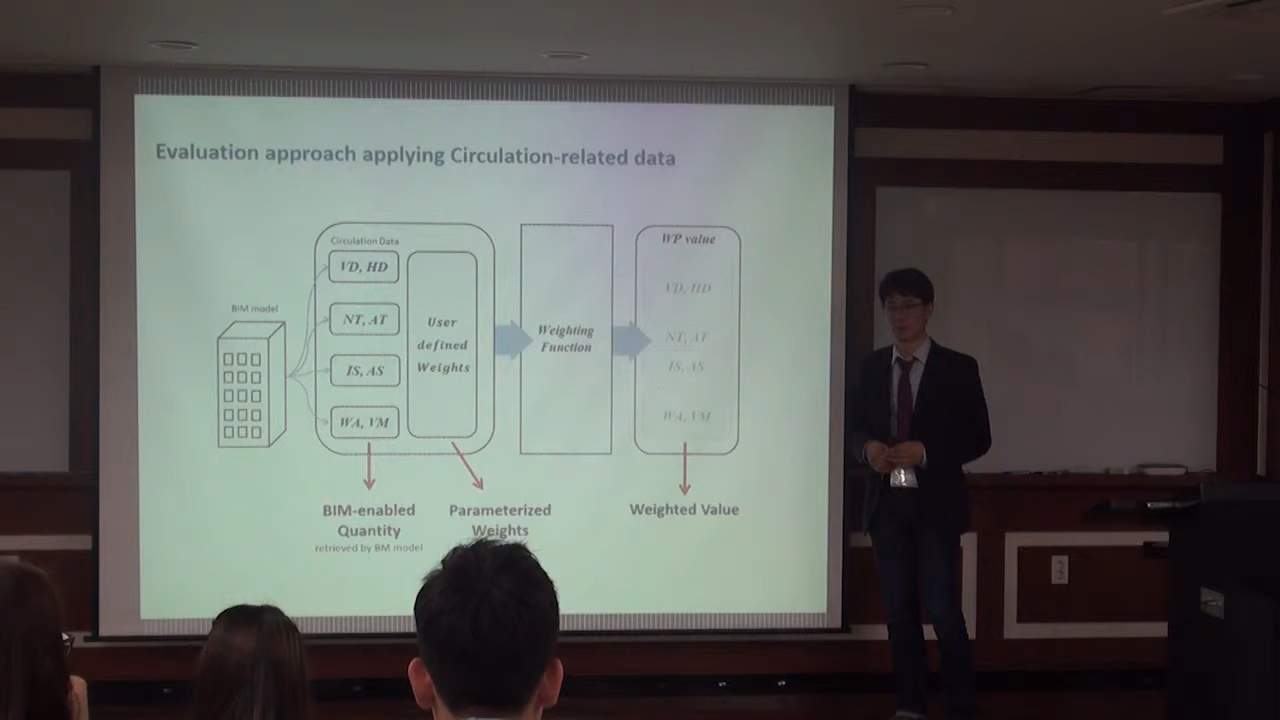 Evaluation approach applying Circulation-related data
BIM model
Circulation Data
VD, HD
NT, AT
IS, AS
WA, VM
User
defined
Weights
Weighting
Function
WP value
VD, HD
NT, AT
IS, AS
WA, VM
BIM-enabled
Quantity
retrieved by BM model
Parameterized
Weights
Weighted Value